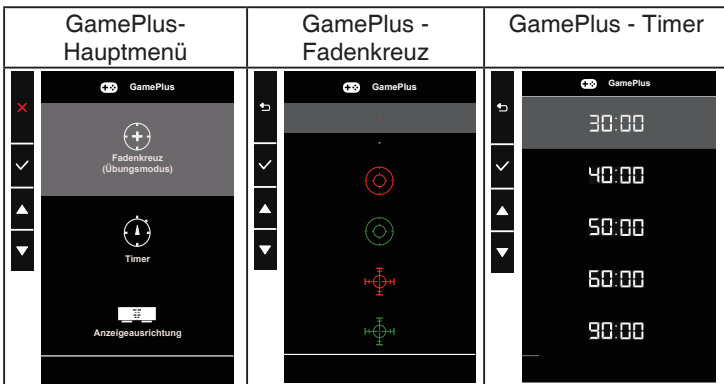 GamePlus-
Hauptmenü
GamePlus -
Fadenkreuz
GamePlus - Timer
GamePlus
Fadenkreuz
(Übungsmodus)
Timer
Anzeigeausrichtung
GamePlus
GamePlus
30:00
40:00
50:00
60:00
90:00